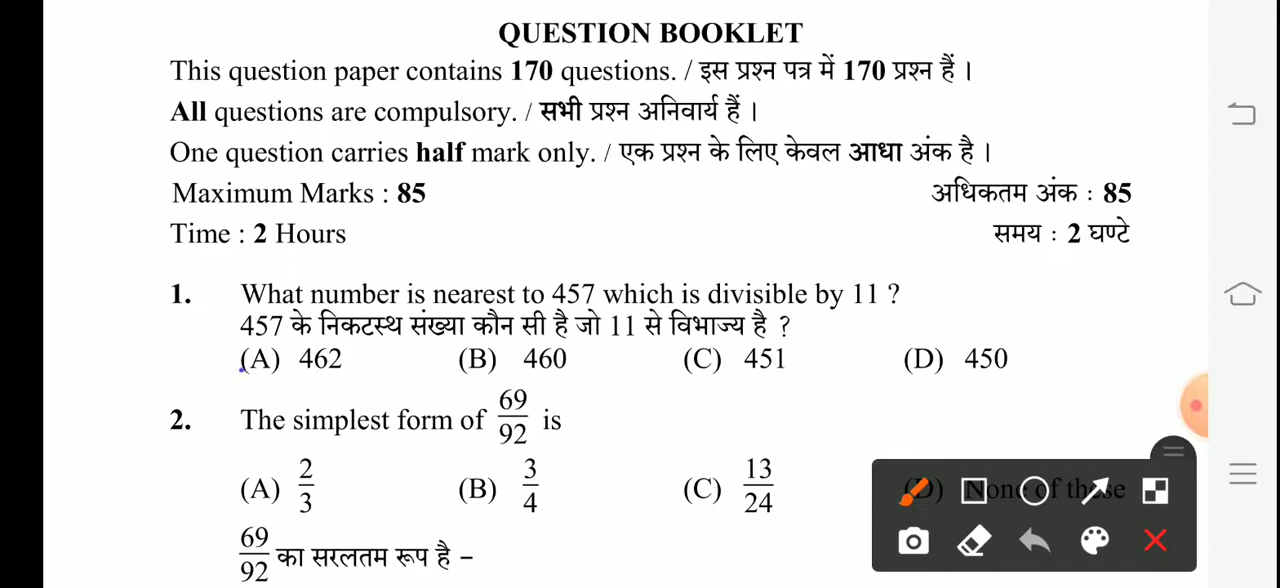 QUESTION BOOKLET
This question paper contains 170 questions. / इस प्रश्न पत्र में 170 प्रश्न हैं ।
All questions are compulsory. / सभी प्रश्न अनिवार्य हैं ।
One question carries half mark only. / एक प्रश्न के लिए केवल आधा अंक है ।
Maximum Marks : 85 अधिकतम अंक : 85
Time : 2 Hours समय : 2 घण्टे
1. What number is nearest to 457 which is divisible by 11 ?
457 के निकटस्थ संख्या कौन सी है जो 11 से विभाज्य है ?
(A) 462 (B) 460 (C) 451 (D) 450
2. The simplest form of 69/92 is
(A) 2/3 (B) 3/4 (C) 13/24 (D) None of these
69/92 का सरलतम रूप है –